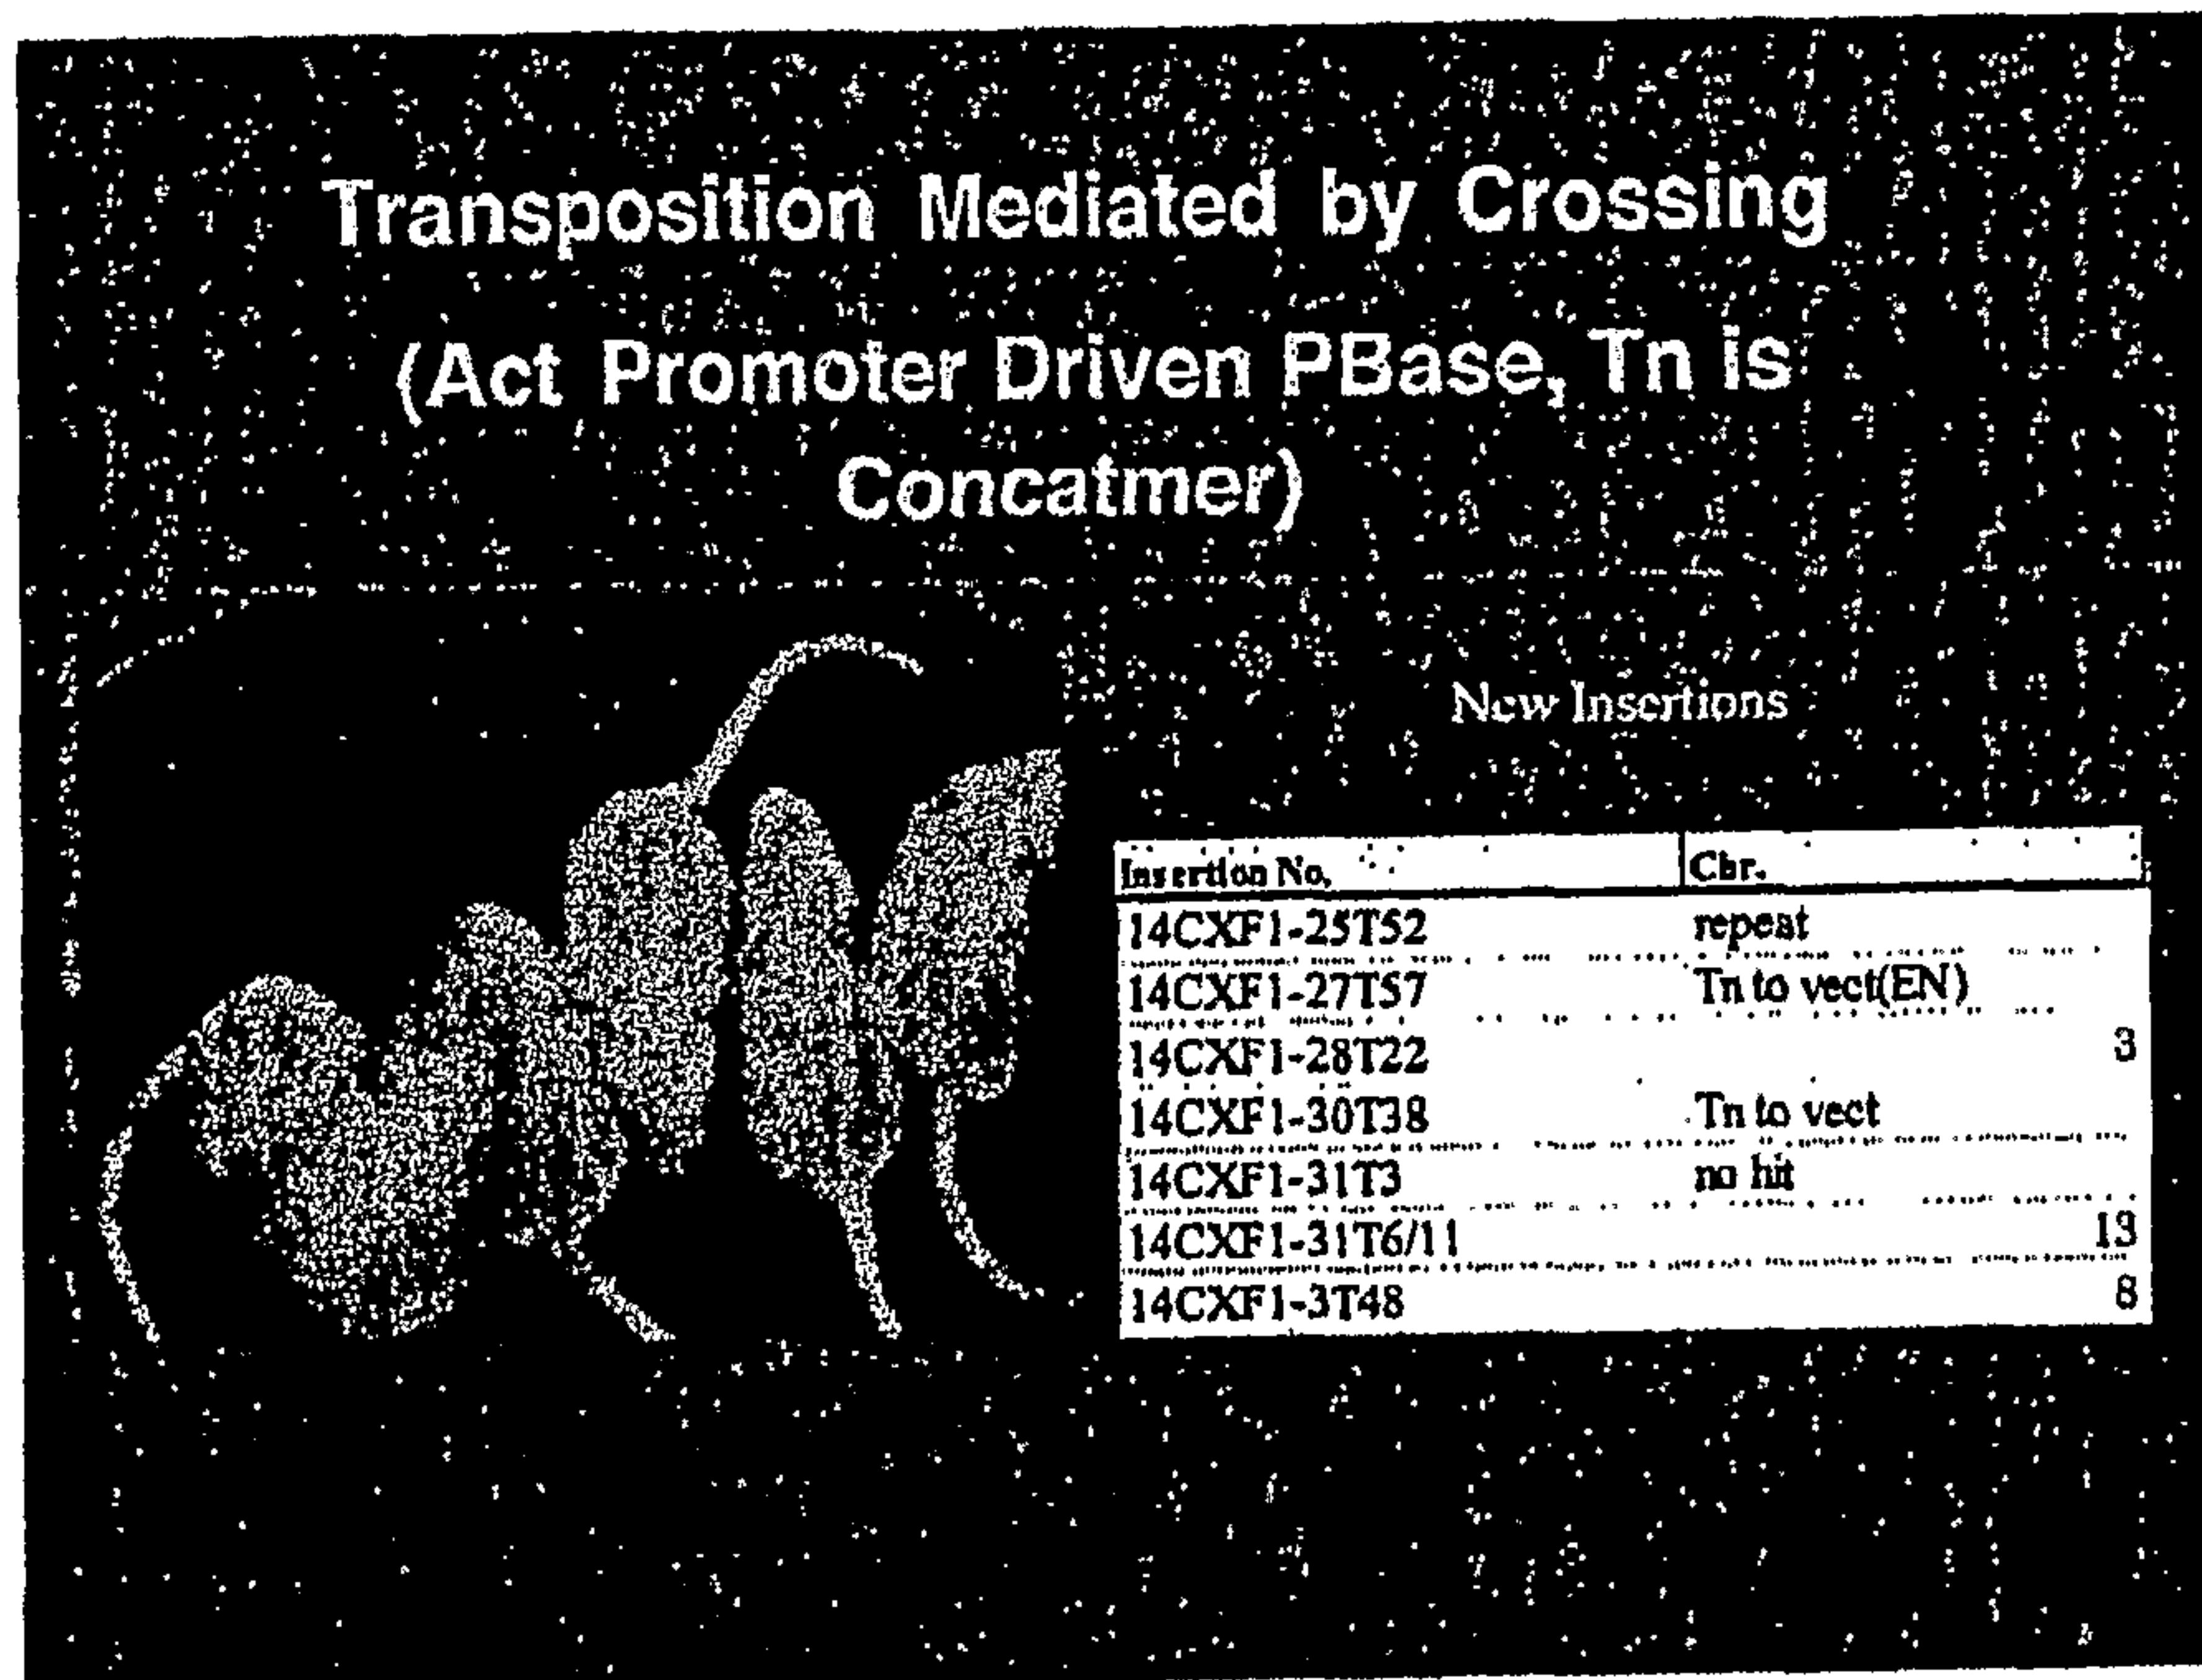 Transposition Mediated by Crossing
(Act Promoter Driven PBase, Tn is
Concatmer)
New Insertions
Insertion No. Chr.
14CXF1-25T52 repeat
14CXF1-27T57 Tn to vect(EN)
14CXF1-28T22 3
14CXF1-30T38 Tn to vect
14CXF1-31T3 no hit
14CXF1-31T6/11 13
14CXF1-3T48 8